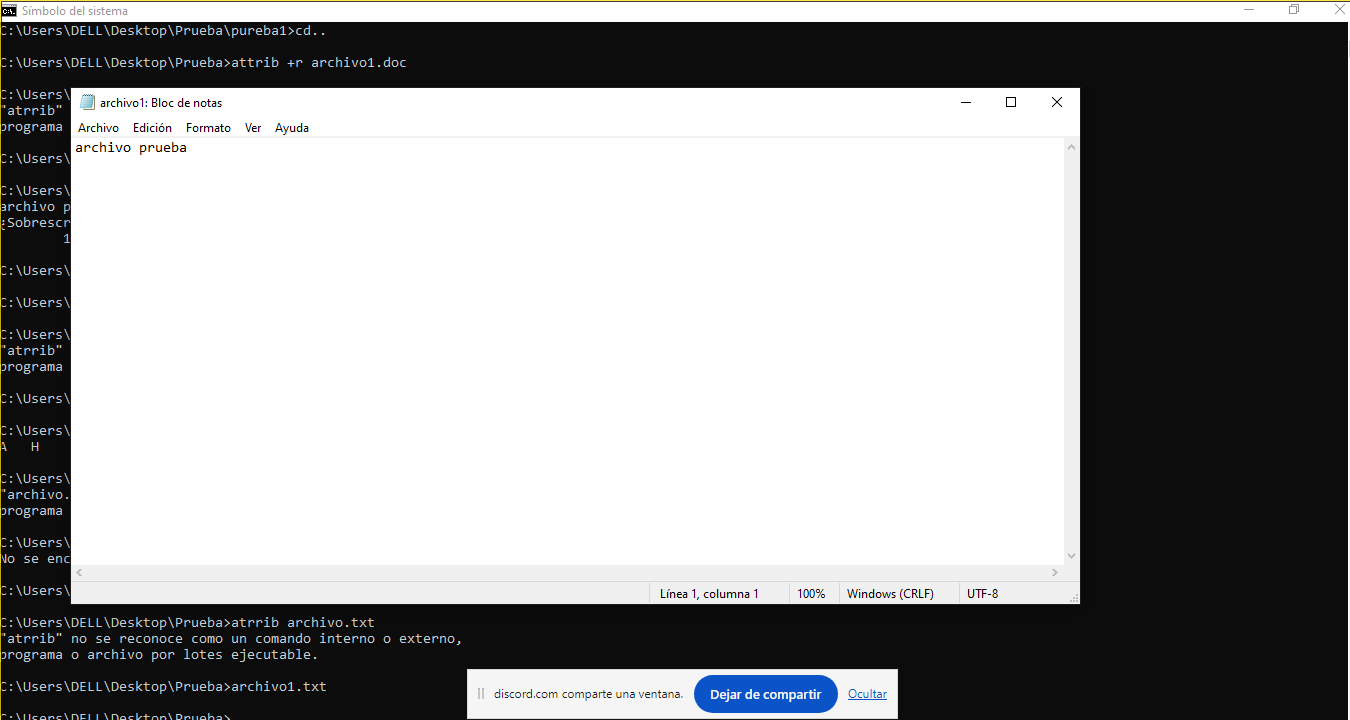 Símbolo del sistema
C:\Users\DELL\Desktop\Prueba\pureba1>cd..
C:\Users\DELL\Desktop\Prueba>attrib +r archivo1.doc
C:\Users\
"atrrib"
programa
C:\Users\
C:\Users\
archivo p
¿Sobrescr
1
C:\Users\
C:\Users\
C:\Users\
"atrrib"
programa
C:\Users\
C:\Users\
A H
C:\Users\
"archivo.
programa
C:\Users\
No se enc
C:\Users\
archivo1: Bloc de notas
Archivo Edición Formato Ver Ayuda
archivo prueba
Línea 1, columna 1 100% Windows (CRLF) UTF-8
C:\Users\DELL\Desktop\Prueba>atrrib archivo.txt
"atrrib" no se reconoce como un comando interno o externo,
programa o archivo por lotes ejecutable.
C:\Users\DELL\Desktop\Prueba>archivo1.txt
discord.com comparte una ventana. Dejar de compartir Ocultar
C:\Users\DELL\Desktop\Prueba>